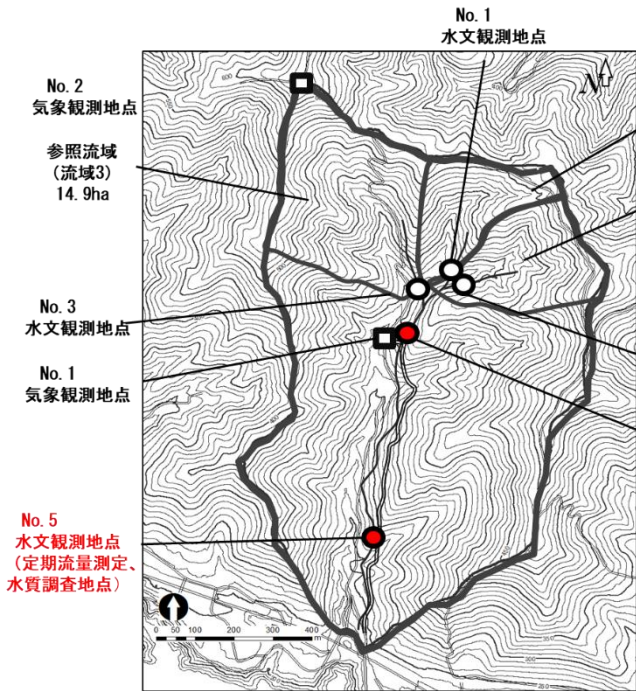 No. 1
水文観測地点
N
No. 2
気象観測地点
参照流域
(流域3)
14.9ha
No. 3
水文観測地点
No. 1
気象観測地点
No. 5
水文観測地点
(定期流量測定、
水質調査地点)
0 50 100 200 300 400 m